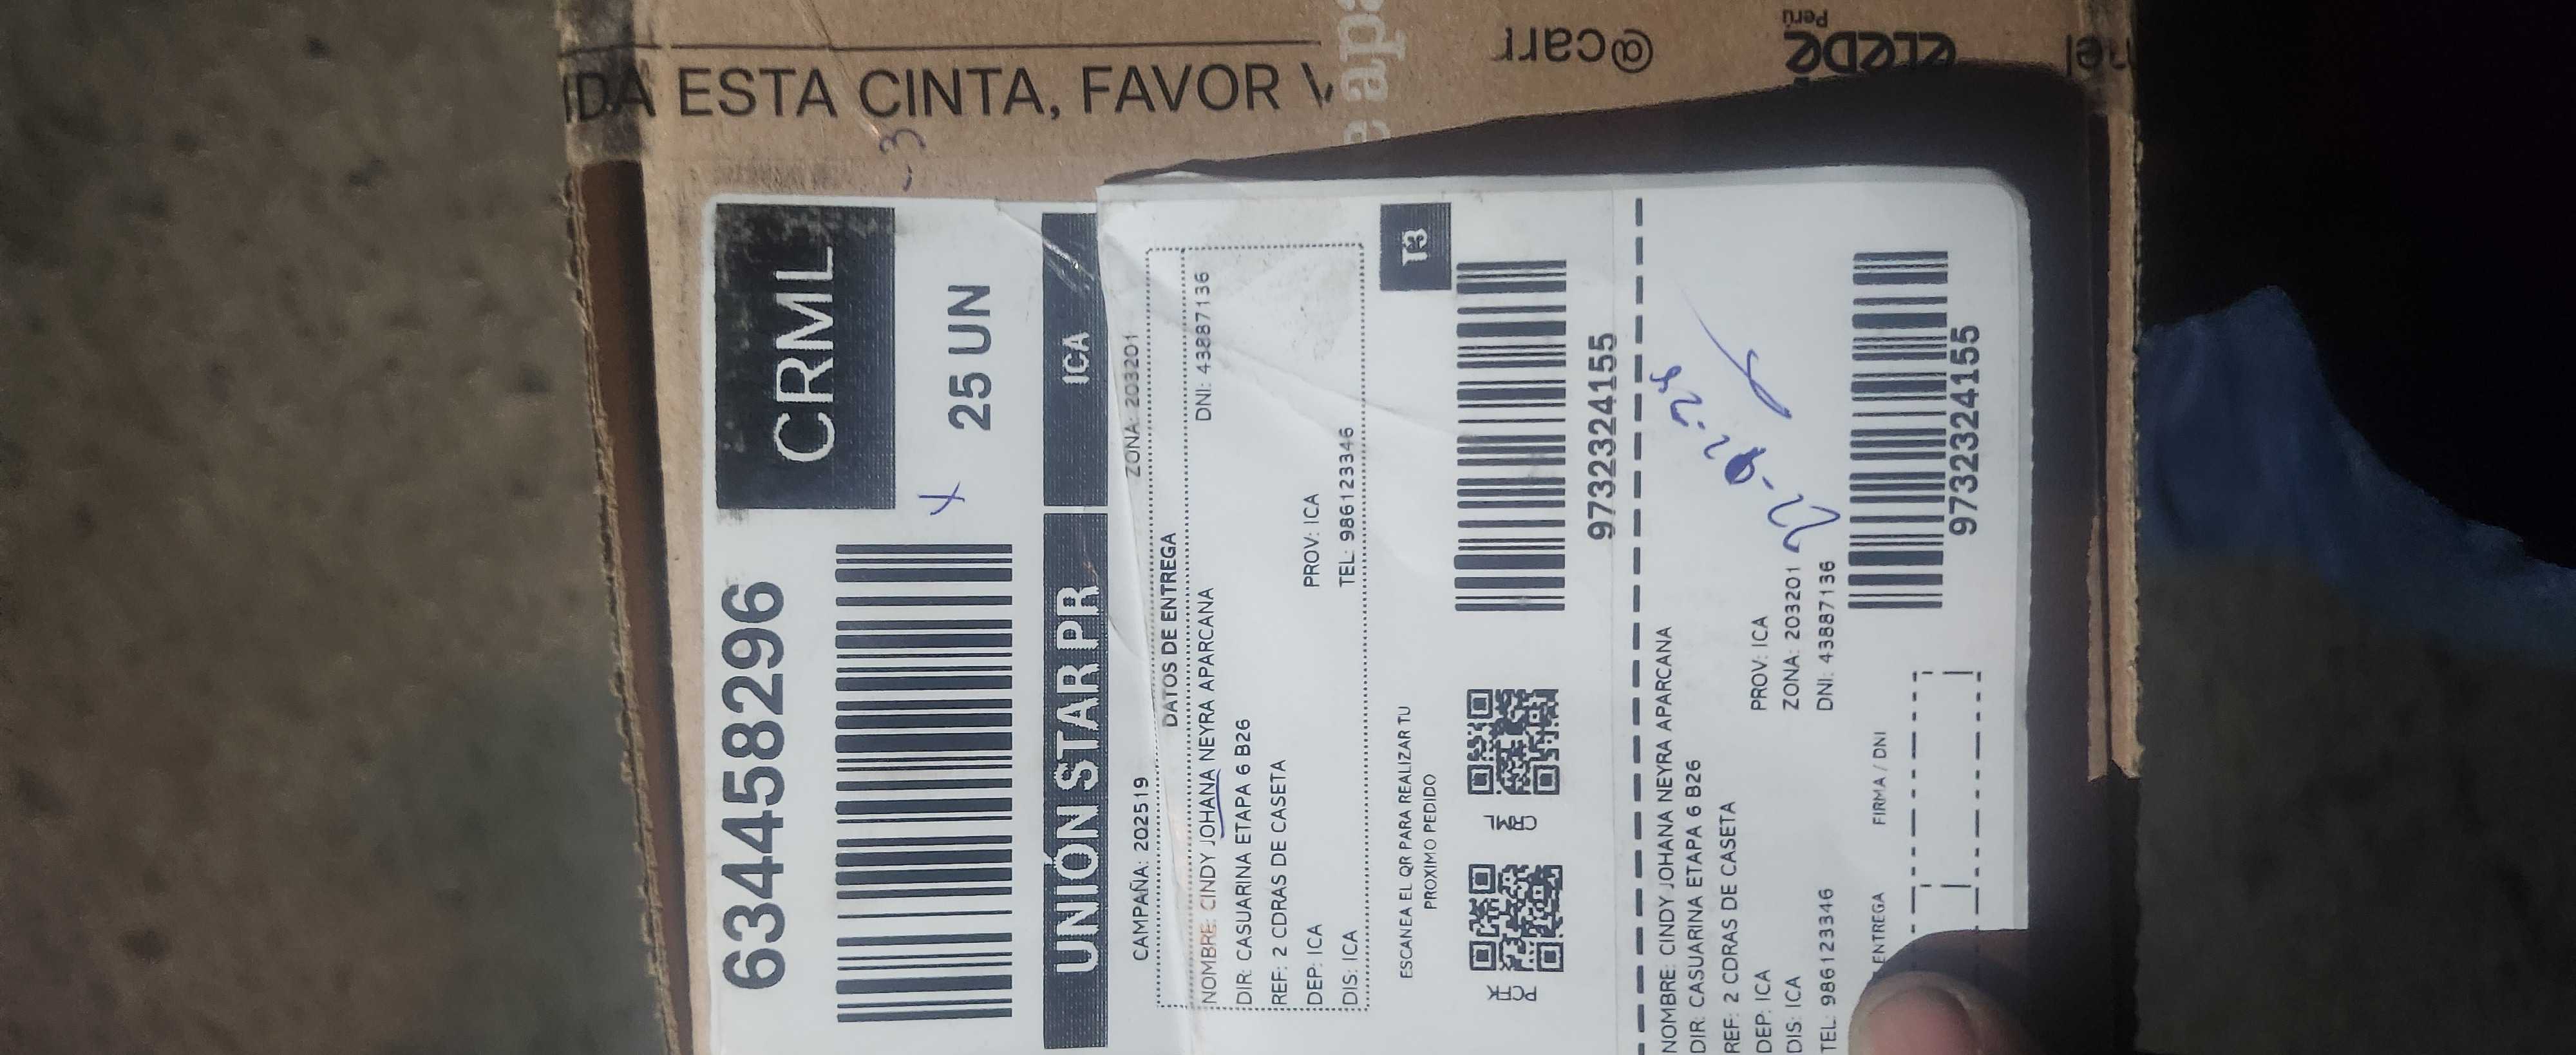 DA ESTA CINTA, FAVOR
@carr
Perú
6344458296
CRML
25 UN
UNIÓN STAR PR
ICA
CAMPAÑA: 202519
ZONA: 203201
DATOS DE ENTREGA
NOMBRE: CINDY JOHANA NEYRA APARCANA
DNI: 43887136
DIR: CASUARINA ETAPA 6 B26
REF: 2 CDRAS DE CASETA
DEP: ICA
PROV: ICA
DIS: ICA
TEL: 986123346
T3
ESCANEA EL QR PARA REALIZAR TU
PROXIMO PEDIDO
PCFK
CRML
9732324155
NOMBRE: CINDY JOHANA NEYRA APARCANA
DIR: CASUARINA ETAPA 6 B26
REF: 2 CDRAS DE CASETA
DEP: ICA
PROV: ICA
DIS: ICA
ZONA: 203201
TEL: 986123346
DNI: 43887136
ENTREGA
FIRMA / DNI
9732324155